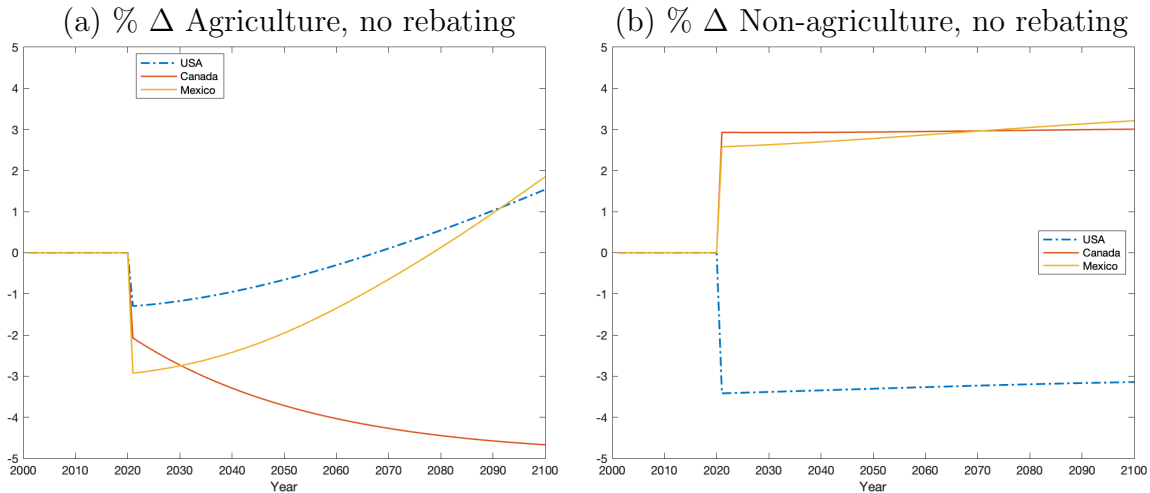 (a) % Δ Agriculture, no rebating
5
4
3
2
1
0
-1
-2
-3
-4
-5
2000 2010 2020 2030 2040 2050 2060 2070 2080 2090 2100
Year
USA
Canada
Mexico
(b) % Δ Non-agriculture, no rebating
5
4
3
2
1
0
-1
-2
-3
-4
-5
2000 2010 2020 2030 2040 2050 2060 2070 2080 2090 2100
Year
USA
Canada
Mexico